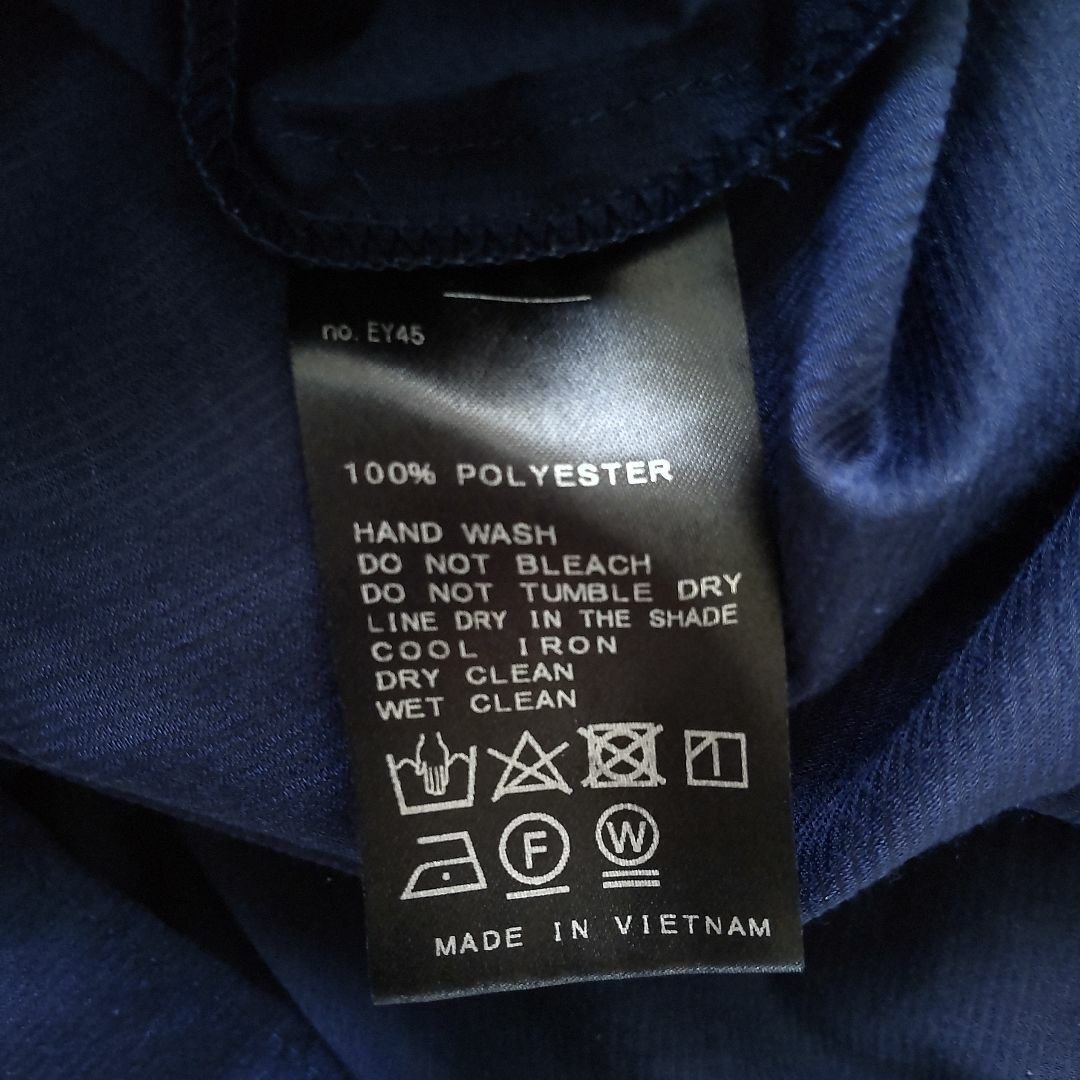 no. EY45
100% POLYESTER
HAND WASH
DO NOT BLEACH
DO NOT TUMBLE DRY
LINE DRY IN THE SHADE
COOL IRON
DRY CLEAN
WET CLEAN
F W
MADE IN VIETNAM